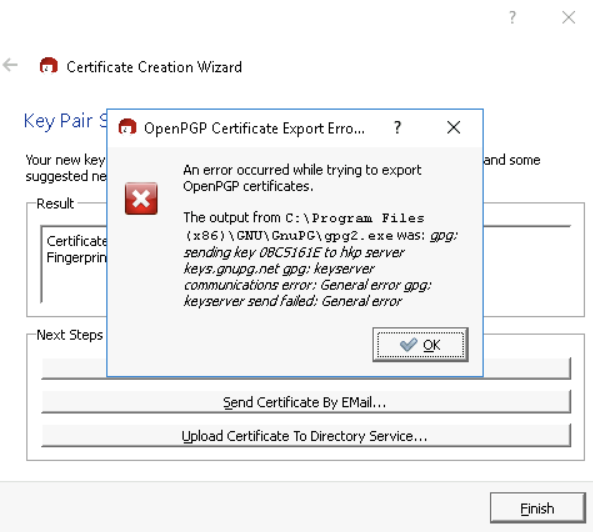 ?
Certificate Creation Wizard
Key Pair S
Your new key
and some
suggested ne
Result
Certificate
Fingerprin
OpenPGP Certificate Export Erro... ?
An error occurred while trying to export
OpenPGP certificates.
The output from C:\Program Files
(x86)\GNU\GnuPG\gpg2.exe was: gpg:
sending key 08C5161E to hkp server
keys.gnupg.net gpg: keyserver
communications error: General error gpg:
keyserver send failed: General error
OK
Next Steps
Send Certificate By EMail...
Upload Certificate To Directory Service...
Finish